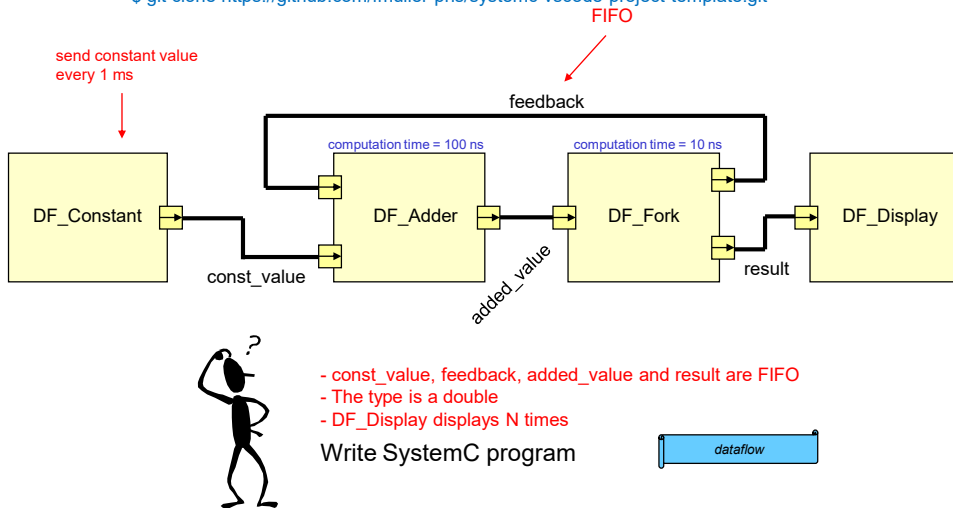 FIFO
send constant value
every 1 ms
feedback
computation time = 100 ns
computation time = 10 ns
DF_Constant
DF_Adder
DF_Fork
DF_Display
const_value
added_value
result
?
- const_value, feedback, added_value and result are FIFO
- The type is a double
- DF_Display displays N times
Write SystemC program
dataflow